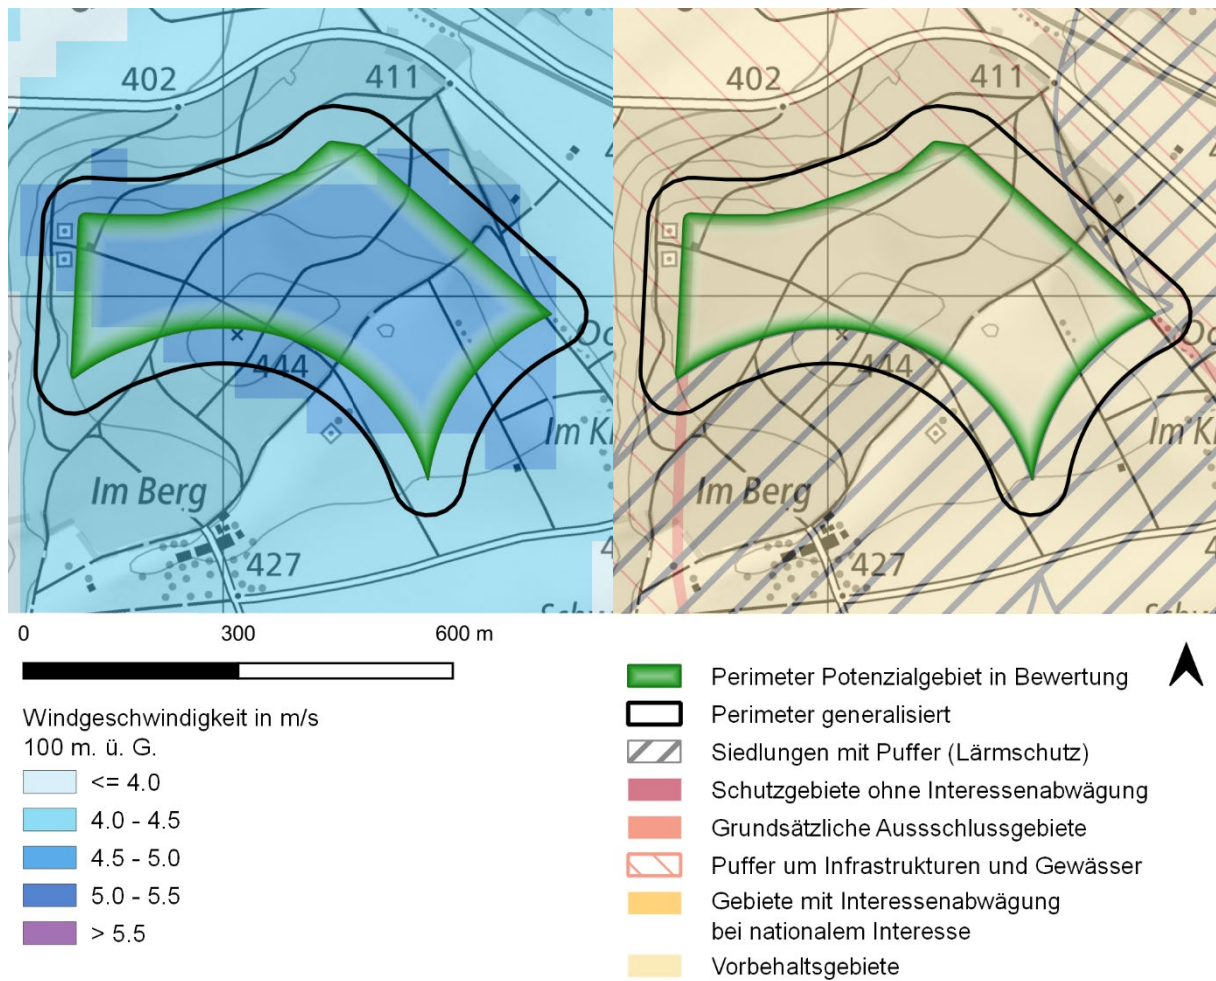 402
411
444
Im Berg
427
Im K
402
411
444
Im Berg
427
Im K
0
300
600 m
Windgeschwindigkeit in m/s
100 m. ü. G.
<= 4.0
4.0 - 4.5
4.5 - 5.0
5.0 - 5.5
> 5.5
Perimeter Potenzialgebiet in Bewertung
Perimeter generalisiert
Siedlungen mit Puffer (Lärmschutz)
Schutzgebiete ohne Interessenabwägung
Grundsätzliche Aussschlussgebiete
Puffer um Infrastrukturen und Gewässer
Gebiete mit Interessenabwägung
bei nationalem Interesse
Vorbehaltsgebiete